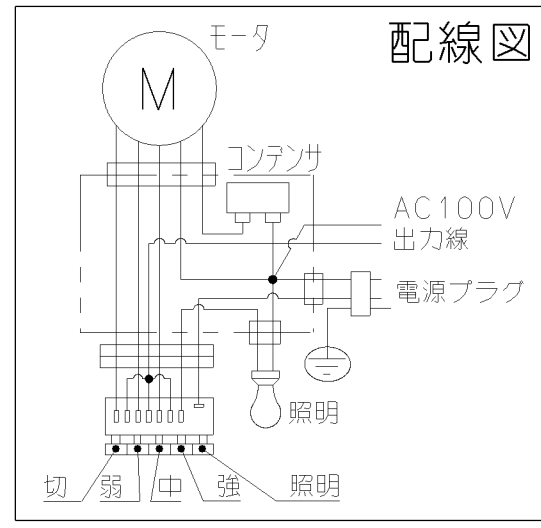 配線図
モータ
M
コンデンサ
AC100V
出力線
電源プラグ
照明
切 弱 中 強 照明